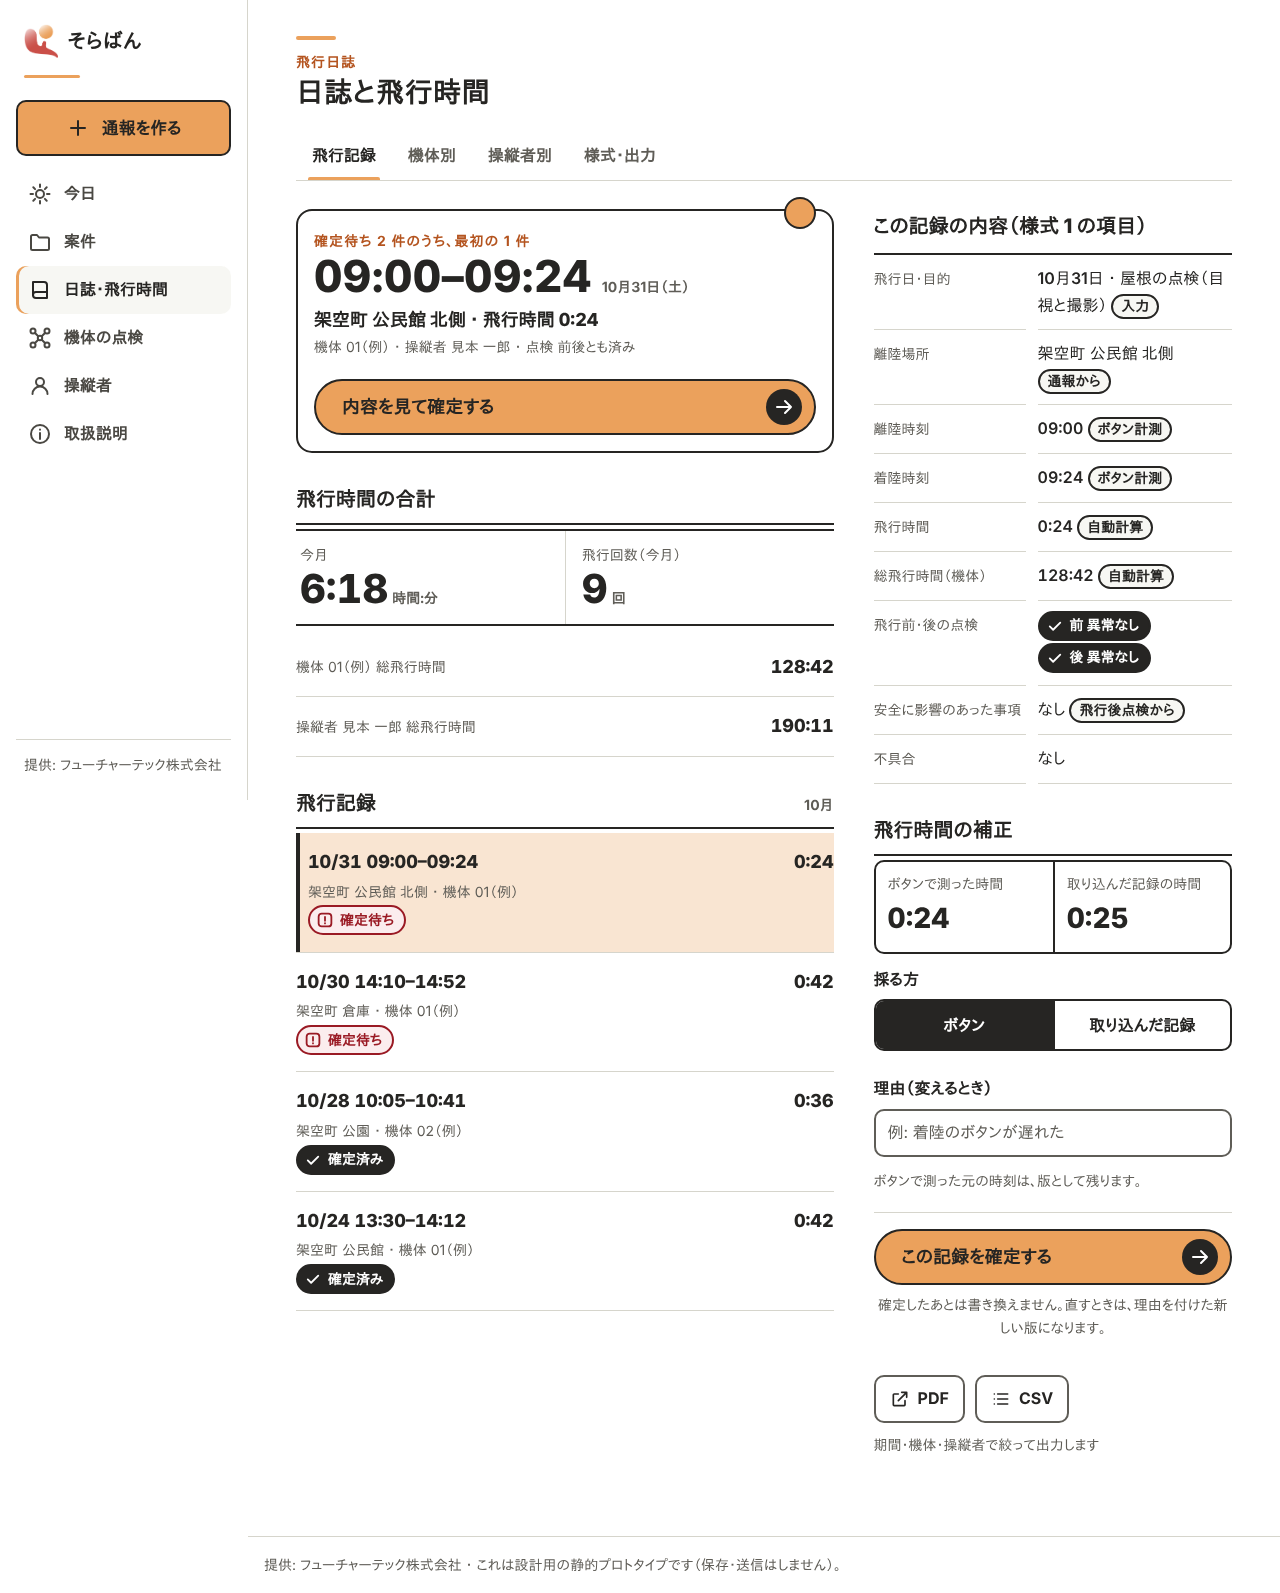 そらばん
通報を作る
今日
案件
日誌・飛行時間
機体の点検
操縦者
取扱説明
提供: フューチャーテック株式会社
飛行日誌
日誌と飛行時間
飛行記録
機体別
操縦者別
様式・出力
確定待ち 2 件のうち、最初の 1 件
09:00–09:24 10月31日（土）
架空町 公民館 北側・飛行時間 0:24
機体 01（例）・操縦者 見本 一郎・点検 前後とも済み
内容を見て確定する
飛行時間の合計
今月
6:18 時間:分
飛行回数（今月）
9 回
機体 01（例） 総飛行時間
128:42
操縦者 見本 一郎 総飛行時間
190:11
飛行記録
10月
10/31 09:00–09:24
0:24
架空町 公民館 北側・機体 01（例）
確定待ち
10/30 14:10–14:52
0:42
架空町 倉庫・機体 01（例）
確定待ち
10/28 10:05–10:41
0:36
架空町 公園・機体 02（例）
確定済み
10/24 13:30–14:12
0:42
架空町 公民館・機体 01（例）
確定済み
この記録の内容（様式 1 の項目）
飛行日・目的
10月31日・屋根の点検（目
視と撮影） 入力
離陸場所
架空町 公民館 北側
通報から
離陸時刻
09:00 ボタン計測
着陸時刻
09:24 ボタン計測
飛行時間
0:24 自動計算
総飛行時間（機体）
128:42 自動計算
飛行前・後の点検
前 異常なし
後 異常なし
安全に影響のあった事項
なし 飛行後点検から
不具合
なし
飛行時間の補正
ボタンで測った時間
0:24
取り込んだ記録の時間
0:25
採る方
ボタン
取り込んだ記録
理由（変えるとき）
例: 着陸のボタンが遅れた
ボタンで測った元の時刻は、版として残ります。
この記録を確定する
確定したあとは書き換えません。直すときは、理由を付けた新
しい版になります。
PDF
CSV
期間・機体・操縦者で絞って出力します
提供: フューチャーテック株式会社・これは設計用の静的プロトタイプです（保存・送信はしません）。